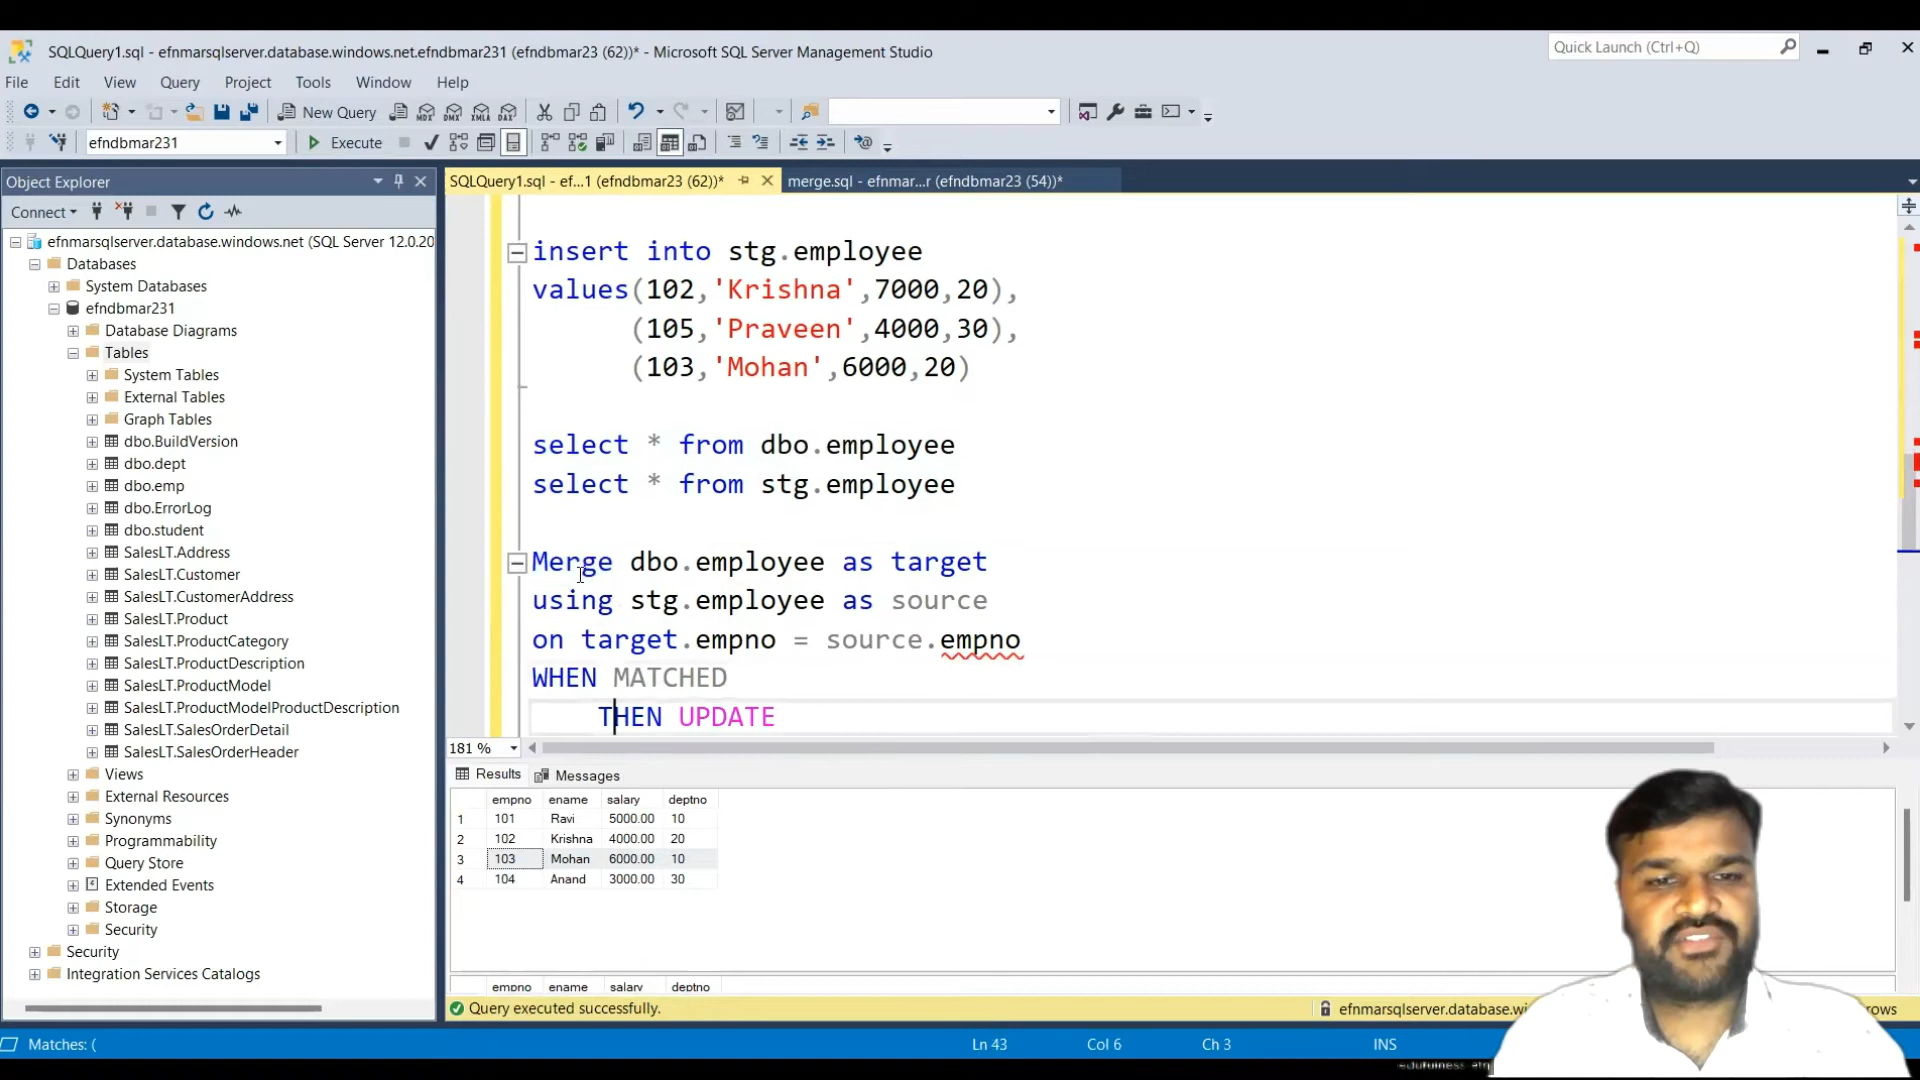 SQLQuery1.sql - efnmarsqlserver.database.windows.net.efndbmar231 (efndbmar23 (62))* - Microsoft SQL Server Management Studio
Quick Launch (Ctrl+Q)
File Edit View Query Project Tools Window Help
New Query MDX DMX XMLA DAX
efndbmar231 Execute
Object Explorer
SQLQuery1.sql - ef...1 (efndbmar23 (62))*
merge.sql - efnmar...r (efndbmar23 (54))*
Connect
efnmarsqlserver.database.windows.net (SQL Server 12.0.20
Databases
System Databases
efndbmar231
Database Diagrams
Tables
System Tables
External Tables
Graph Tables
dbo.BuildVersion
dbo.dept
dbo.emp
dbo.ErrorLog
dbo.student
SalesLT.Address
SalesLT.Customer
SalesLT.CustomerAddress
SalesLT.Product
SalesLT.ProductCategory
SalesLT.ProductDescription
SalesLT.ProductModel
SalesLT.ProductModelProductDescription
SalesLT.SalesOrderDetail
SalesLT.SalesOrderHeader
Views
External Resources
Synonyms
Programmability
Query Store
Extended Events
Storage
Security
Security
Integration Services Catalogs
insert into stg.employee
values(102,'Krishna',7000,20),
(105,'Praveen',4000,30),
(103,'Mohan',6000,20)
select * from dbo.employee
select * from stg.employee
Merge dbo.employee as target
using stg.employee as source
on target.empno = source.empno
WHEN MATCHED
THEN UPDATE
181 %
Results Messages
empno ename salary deptno
1 101 Ravi 5000.00 10
2 102 Krishna 4000.00 20
3 103 Mohan 6000.00 10
4 104 Anand 3000.00 30
empno ename salary deptno
Query executed successfully.
efnmarsqlserver.database.win
rows
Matches: (
Ln 43 Col 6 Ch 3 INS